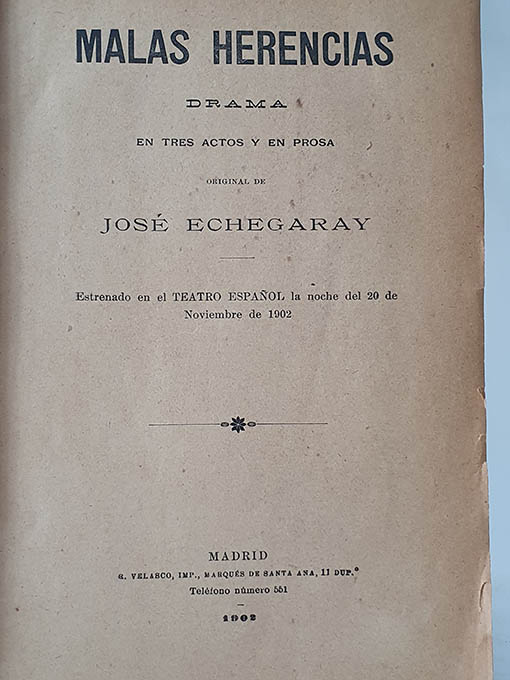 MALAS HERENCIAS
DRAMA
EN TRES ACTOS Y EN PROSA
ORIGINAL DE
JOSÉ ECHEGARAY
Estrenado en el TEATRO ESPAÑOL la noche del 20 de
Noviembre de 1902
MADRID
R. VELASCO, IMP., MARQUÉS DE SANTA ANA, 11 DUP.º
Teléfono número 551
1902